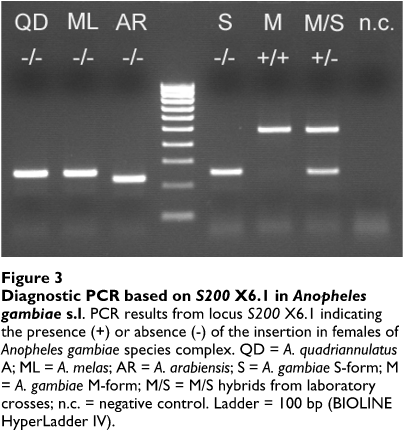 QD ML AR S M M/S n.c.
-/- -/- -/- -/- +/+ +/-
Figure 3
Diagnostic PCR based on S200 X6.1 in Anopheles
gambiae s.l. PCR results from locus S200 X6.1 indicating
the presence (+) or absence (-) of the insertion in females of
Anopheles gambiae species complex. QD = A. quadriannulatus
A; ML = A. melas; AR = A. arabiensis; S = A. gambiae S-form; M
= A. gambiae M-form; M/S = M/S hybrids from laboratory
crosses; n.c. = negative control. Ladder = 100 bp (BIOLINE
HyperLadder IV).